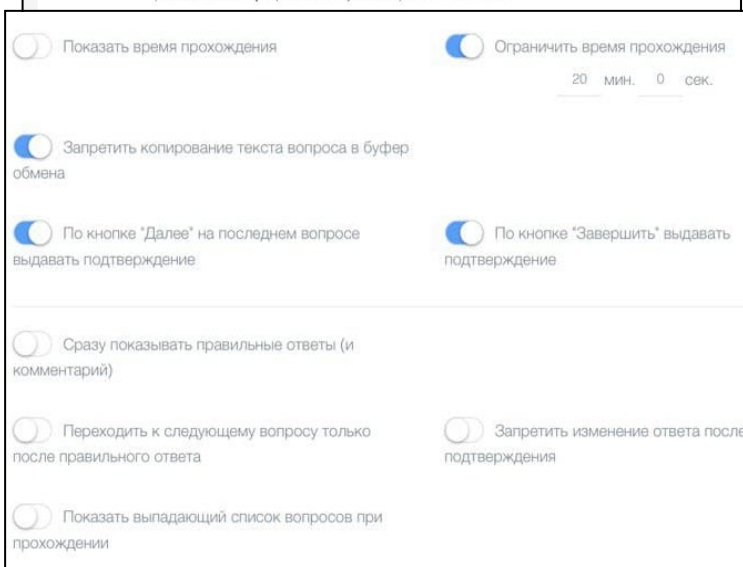 Показать время прохождения
Ограничить время прохождения
20 мин. 0 сек.
Запретить копирование текста вопроса в буфер
обмена
По кнопке "Далее" на последнем вопросе
выдавать подтверждение
По кнопке "Завершить" выдавать
подтверждение
Сразу показывать правильные ответы (и
комментарий)
Переходить к следующему вопросу только
после правильного ответа
Запретить изменение ответа после
подтверждения
Показать выпадающий список вопросов при
прохождении